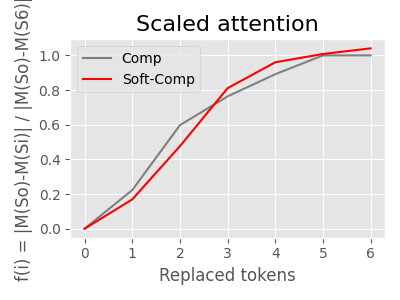 Scaled attention
f(i) = |M(So)-M(Si)| / |M(So)-M(S6)|
Comp
Soft-Comp
1.0
0.8
0.6
0.4
0.2
0.0
0 1 2 3 4 5 6
Replaced tokens